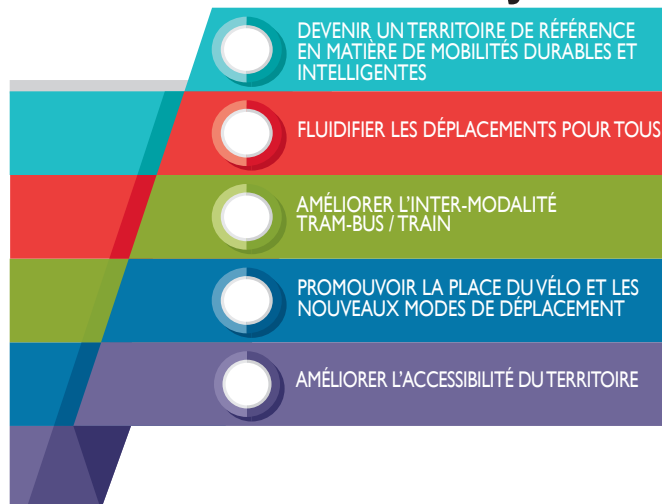 DEVENIR UN TERRITOIRE DE RÉFÉRENCE
EN MATIÈRE DE MOBILITÉS DURABLES ET
INTELLIGENTES
FLUIDIFIER LES DÉPLACEMENTS POUR TOUS
AMÉLIORER L'INTER-MODALITÉ
TRAM-BUS / TRAIN
PROMOUVOIR LA PLACE DU VÉLO ET LES
NOUVEAUX MODES DE DÉPLACEMENT
AMÉLIORER L'ACCESSIBILITÉ DU TERRITOIRE